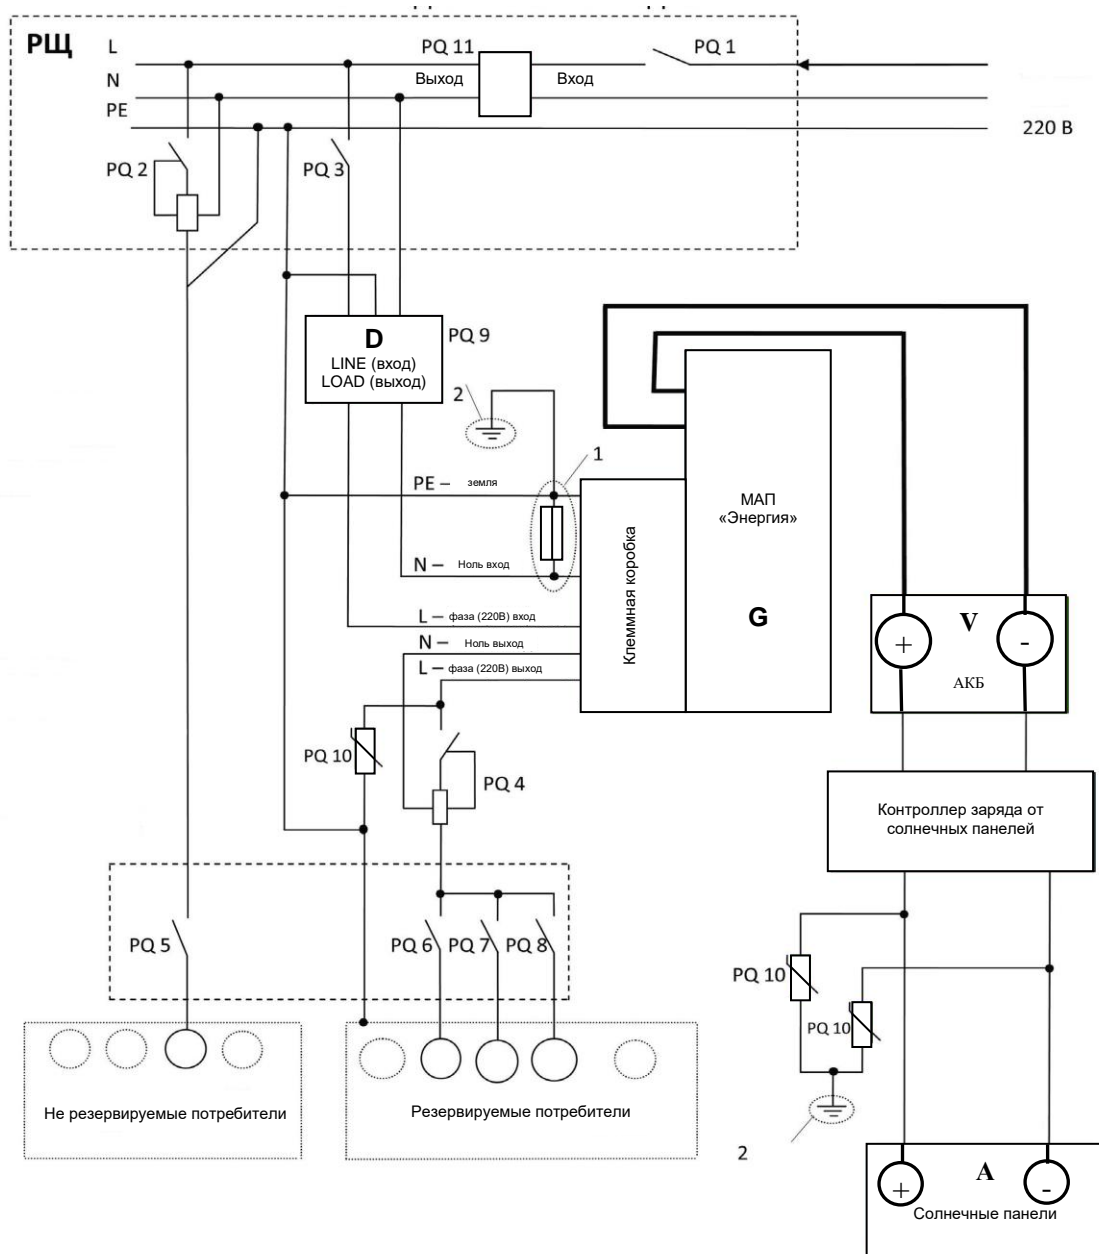 РЩ
L
PQ 11
PQ 1
N
Выход
Вход
PE
220 В
PQ 2
PQ 3
D
LINE (вход)
LOAD (выход)
PQ 9
2
1
PE – земля
МАП
«Энергия»
Клеммная коробка
N – Ноль вход
G
L – фаза (220В) вход
N – Ноль выход
L – фаза (220В) выход
V
+
-
АКБ
PQ 10
PQ 4
Контроллер заряда от
солнечных панелей
PQ 5
PQ 6
PQ 7
PQ 8
PQ 10
PQ 10
Не резервируемые потребители
Резервируемые потребители
2
A
+
-
Солнечные панели